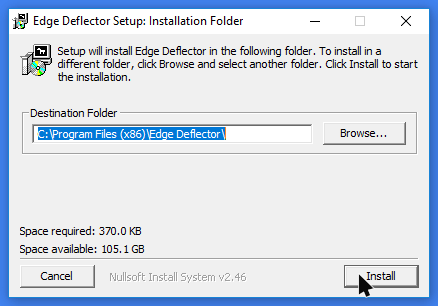 Edge Deflector Setup: Installation Folder
Setup will install Edge Deflector in the following folder. To install in a
different folder, click Browse and select another folder. Click Install to start
the installation.
Destination Folder
C:\Program Files (x86)\Edge Deflector\
Browse...
Space required: 370.0 KB
Space available: 105.1 GB
Cancel
Nullsoft Install System v2.46
Install